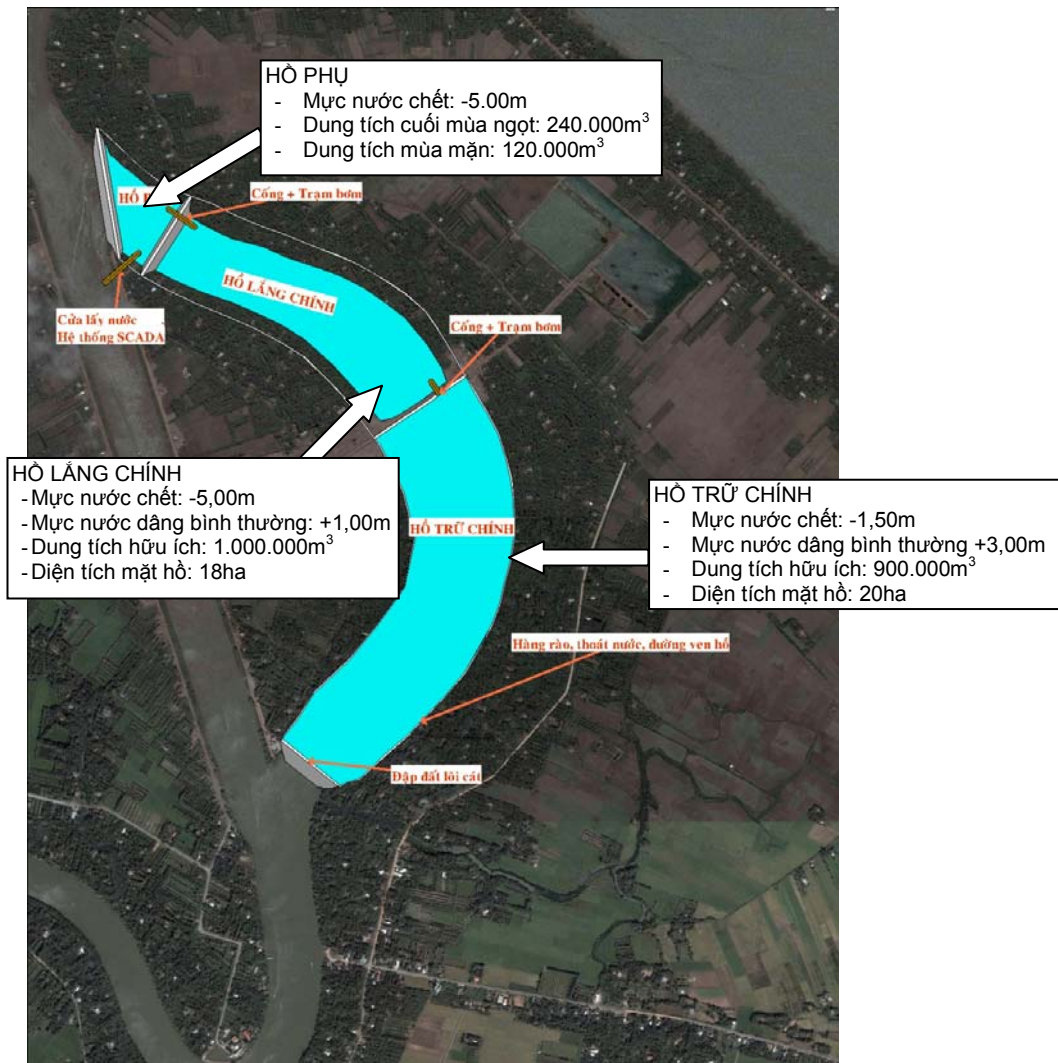 HỒ PHỤ
- Mực nước chết: -5.00m
- Dung tích cuối mùa ngọt: 240.000m³
- Dung tích mùa mặn: 120.000m³
HỒ
Cống + Trạm bơm
HỒ LẮNG CHÍNH
Cửa lấy nước
Hệ thống SCADA
Cống + Trạm bơm
HỒ LẮNG CHÍNH
- Mực nước chết: -5,00m
- Mực nước dâng bình thường: +1,00m
- Dung tích hữu ích: 1.000.000m³
- Diện tích mặt hồ: 18ha
HỒ TRỮ CHÍNH
HỒ TRỮ CHÍNH
- Mực nước chết: -1,50m
- Mực nước dâng bình thường +3,00m
- Dung tích hữu ích: 900.000m³
- Diện tích mặt hồ: 20ha
Hàng rào, thoát nước, đường ven hồ
Đập đất lõi cát